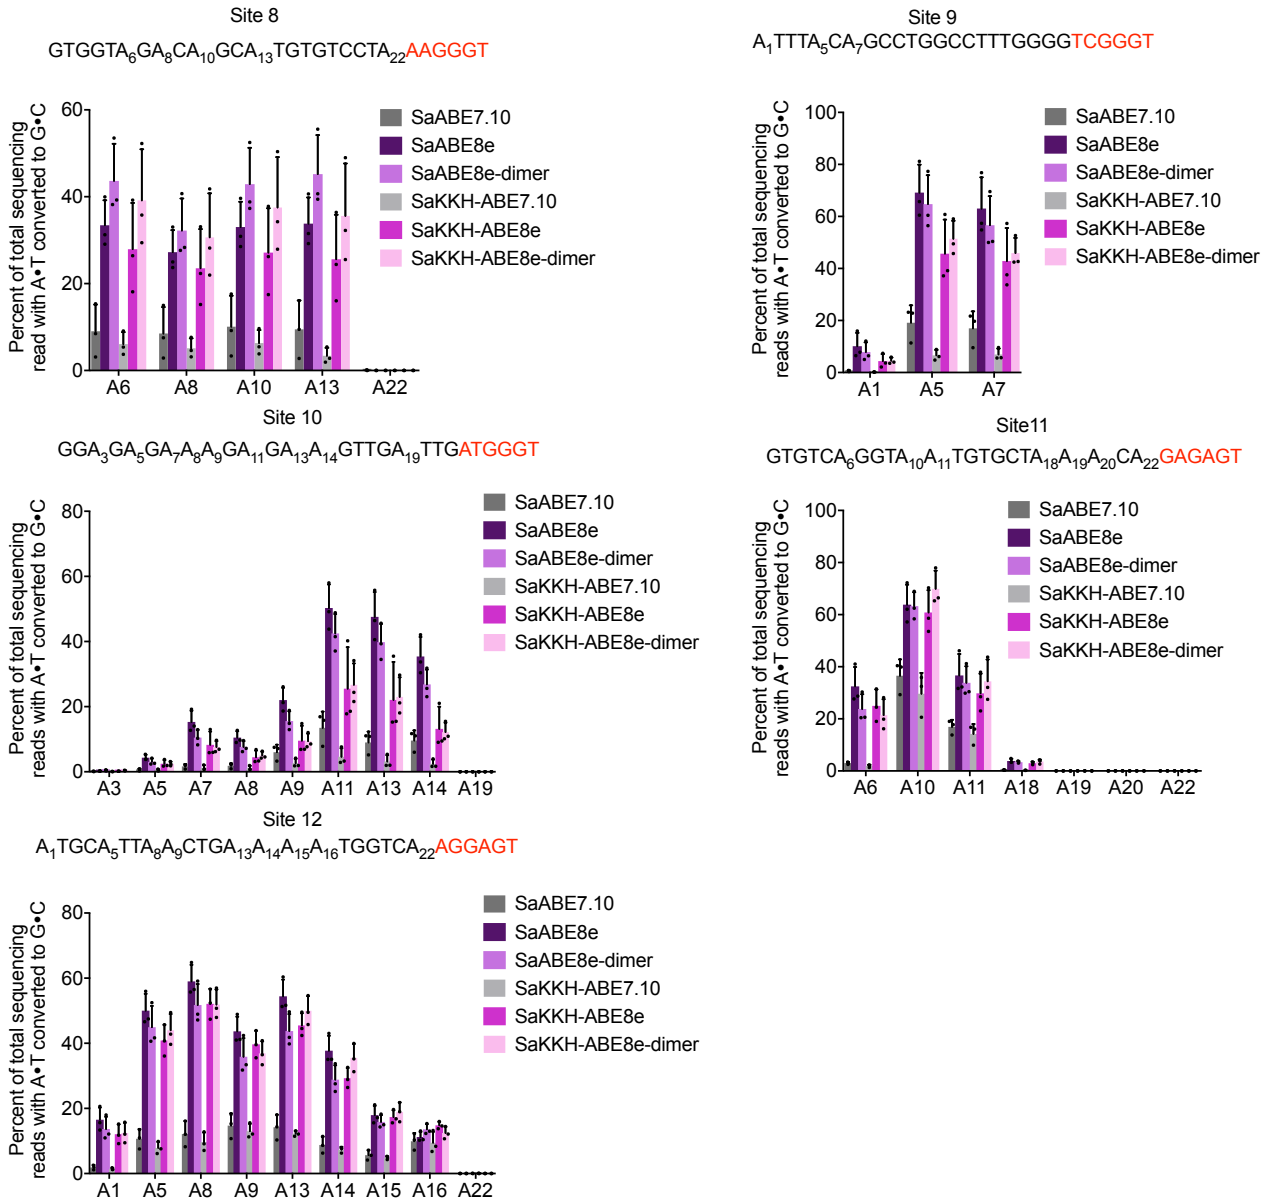 Site 8
GTGGTA6GA8CA10GCA13TGTGTCCTA22AAGGGT
Percent of total sequencing
read with A•T converted to G•C
60
40
20
0
A6 A8 A10 A13 A22
SaABE7.10
SaABE8e
SaABE8e-dimer
SaKKH-ABE7.10
SaKKH-ABE8e
SaKKH-ABE8e-dimer
Site 9
A1TTTA5CA7GCCTGGCCTTTGGGGTCGGGT
Percent of total sequencing
reads with A•T converted to G•C
100
80
60
40
20
0
A1 A5 A7
SaABE7.10
SaABE8e
SaABE8e-dimer
SaKKH-ABE7.10
SaKKH-ABE8e
SaKKH-ABE8e-dimer
Site 10
GGA3GA5GA7A8A9GA11GA13A14GTTGA19TTGATGGGT
Percent of total sequencing
reads with A•T converted to G•C
80
60
40
20
0
A3 A5 A7 A8 A9 A11 A13 A14 A19
SaABE7.10
SaABE8e
SaABE8e-dimer
SaKKH-ABE7.10
SaKKH-ABE8e
SaKKH-ABE8e-dimer
Site11
GTGTCA6GGTA10A11TGTGCTA18A19A20CA22GAGAGT
Percent of total sequencing
reads with A•T converted to G•C
100
80
60
40
20
0
A6 A10 A11 A18 A19 A20 A22
SaABE7.10
SaABE8e
SaABE8e-dimer
SaKKH-ABE7.10
SaKKH-ABE8e
SaKKH-ABE8e-dimer
Site 12
A1TGCA5TTA8A9CTGA13A14A15A16TGGTCA22AGGAGT
Percent of total sequencing
reads with A•T converted to G•C
80
60
40
20
0
A1 A5 A8 A9 A13 A14 A15 A16 A22
SaABE7.10
SaABE8e
SaABE8e-dimer
SaKKH-ABE7.10
SaKKH-ABE8e
SaKKH-ABE8e-dimer